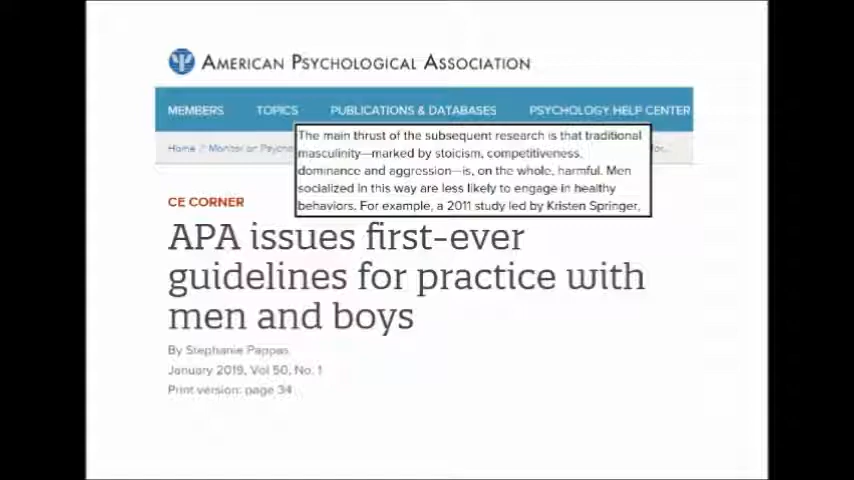 AMERICAN PSYCHOLOGICAL ASSOCIATION
MEMBERS TOPICS PUBLICATIONS & DATABASES PSYCHOLOGY HELP CENTER
The main thrust of the subsequent research is that traditional
masculinity—marked by stoicism, competitiveness,
dominance and aggression—is, on the whole, harmful. Men
socialized in this way are less likely to engage in healthy
behaviors. For example, a 2011 study led by Kristen Springer,
Home / Monitor on Psycho
for...
CE CORNER
APA issues first-ever
guidelines for practice with
men and boys
By Stephanie Pappas
January 2019, Vol 50, No. 1
Print version: page 34